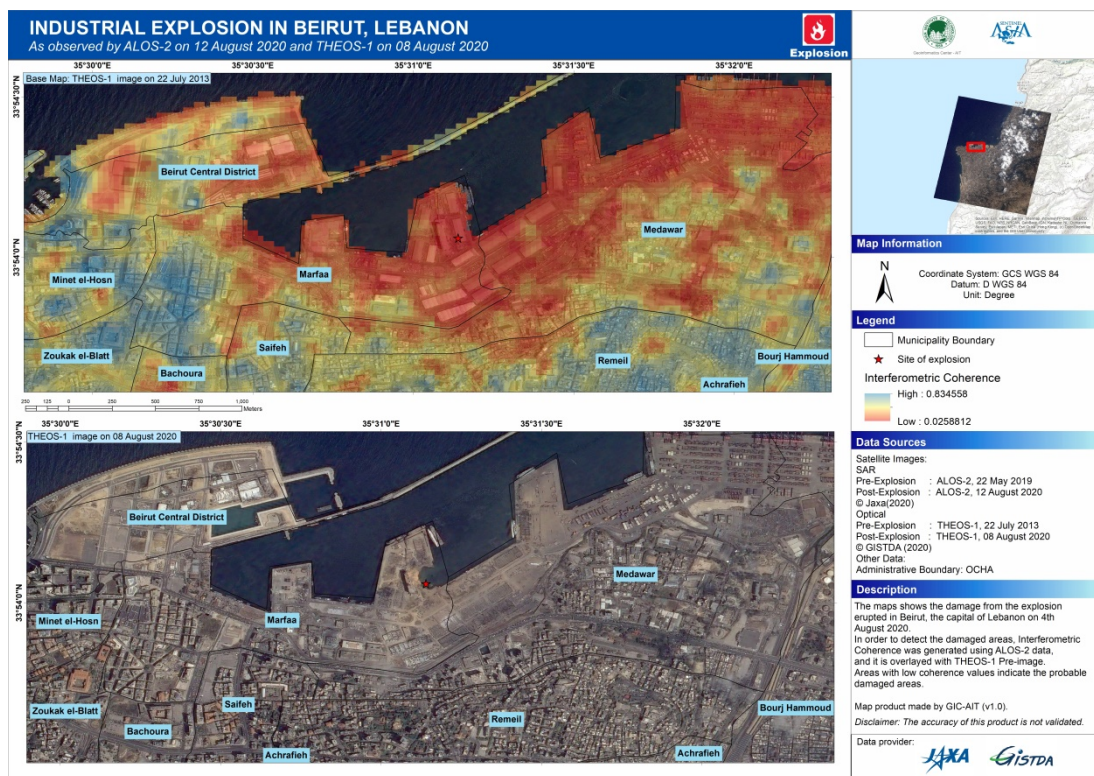 INDUSTRIAL EXPLOSION IN BEIRUT, LEBANON
As observed by ALOS-2 on 12 August 2020 and THEOS-1 on 08 August 2020
Explosion
35°30'0"E
35°30'30"E
35°31'0"E
35°31'30"E
35°32'0"E
Base Map: THEOS-1 image on 22 July 2013
33°54'30"N
33°54'0"N
Beirut Central District
Medawar
Minet el-Hosn
Marfaa
Saifeh
Zoukak el-Blatt
Bachoura
Remeil
Bourj Hammoud
Achrafieh
250 125 0 250 500 750 1,000
Meters
35°30'0"E
35°30'30"E
35°31'0"E
35°31'30"E
35°32'0"E
THEOS-1 image on 08 August 2020
33°54'30"N
33°54'0"N
Beirut Central District
Medawar
Minet el-Hosn
Marfaa
Saifeh
Zoukak el-Blatt
Bachoura
Remeil
Bourj Hammoud
Achrafieh
Achrafieh
Geoinformatics Center - AIT
SENTINEL
ASIA
Map Information
N
Coordinate System: GCS WGS 84
Datum: D WGS 84
Unit: Degree
Legend
Municipality Boundary
Site of explosion
Interferometric Coherence
High : 0.834558
Low : 0.0258812
Data Sources
Satellite Images:
SAR
Pre-Explosion : ALOS-2, 22 May 2019
Post-Explosion : ALOS-2, 12 August 2020
© Jaxa(2020)
Optical
Pre-Explosion : THEOS-1, 22 July 2013
Post-Explosion : THEOS-1, 08 August 2020
© GISTDA (2020)
Other Data:
Administrative Boundary: OCHA
Description
The maps shows the damage from the explosion
erupted in Beirut, the capital of Lebanon on 4th
August 2020.
In order to detect the damaged areas, Interferometric
Coherence was generated using ALOS-2 data,
and it is overlayed with THEOS-1 Pre-image.
Areas with low coherence values indicate the probable
damaged areas.
Map product made by GIC-AIT (v1.0).
Disclaimer: The accuracy of this product is not validated.
Data provider:
JAXA
GISTDA